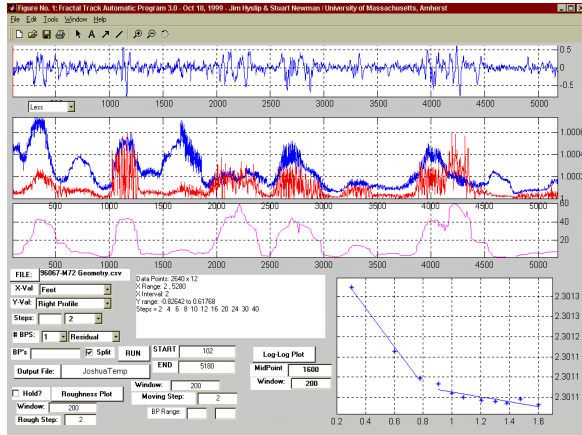 Figure No. 1: Fractal Track Automatic Program 3.0 - Oct 18, 1999 - Jim Hyslip & Stuart Newman / University of Massachusetts, Amherst
File Edit Tools Window Help
0.5
0
-0.5
500 1000 1500 2000 2500 3000 3500 4000 4500 5000
Less
1.0006
1.0004
1.0002
500 1000 1500 2000 2500 3000 3500 4000 4500 5000
60
40
20
500 1000 1500 2000 2500 3000 3500 4000 4500 5000
FILE: 96067-M72 Geometry.csv
X-Val Feet
Y-Val: Right Profile
Steps: 2
# BPS: 1 Residual
BP's Split RUN
Output File: JoshuaTemp
Hold? Roughness Plot
Window: 200
Rough Step: 2
Data Points: 2640 x 12
X Range: 2 , 5280
X Interval: 2
Y range: -0.82642 to 0.61768
Steps = 2 4 6 8 10 12 16 20 24 30 40
START 102
END 5180
Window: 200
Moving Step: 2
BP Range:
Log-Log Plot
MidPoint 1600
Window: 200
2.3013
2.3012
2.3011
2.3011
2.3011
0.2 0.4 0.6 0.8 1 1.2 1.4 1.6